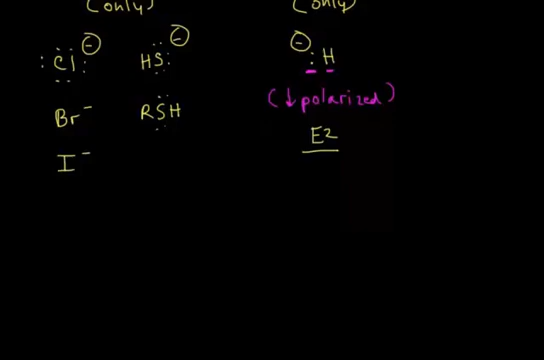 (only) (only)
:Cl:⁻ HS:⁻ ⁻:H
(↓ polarized)
Br⁻ RSH
E2
I⁻